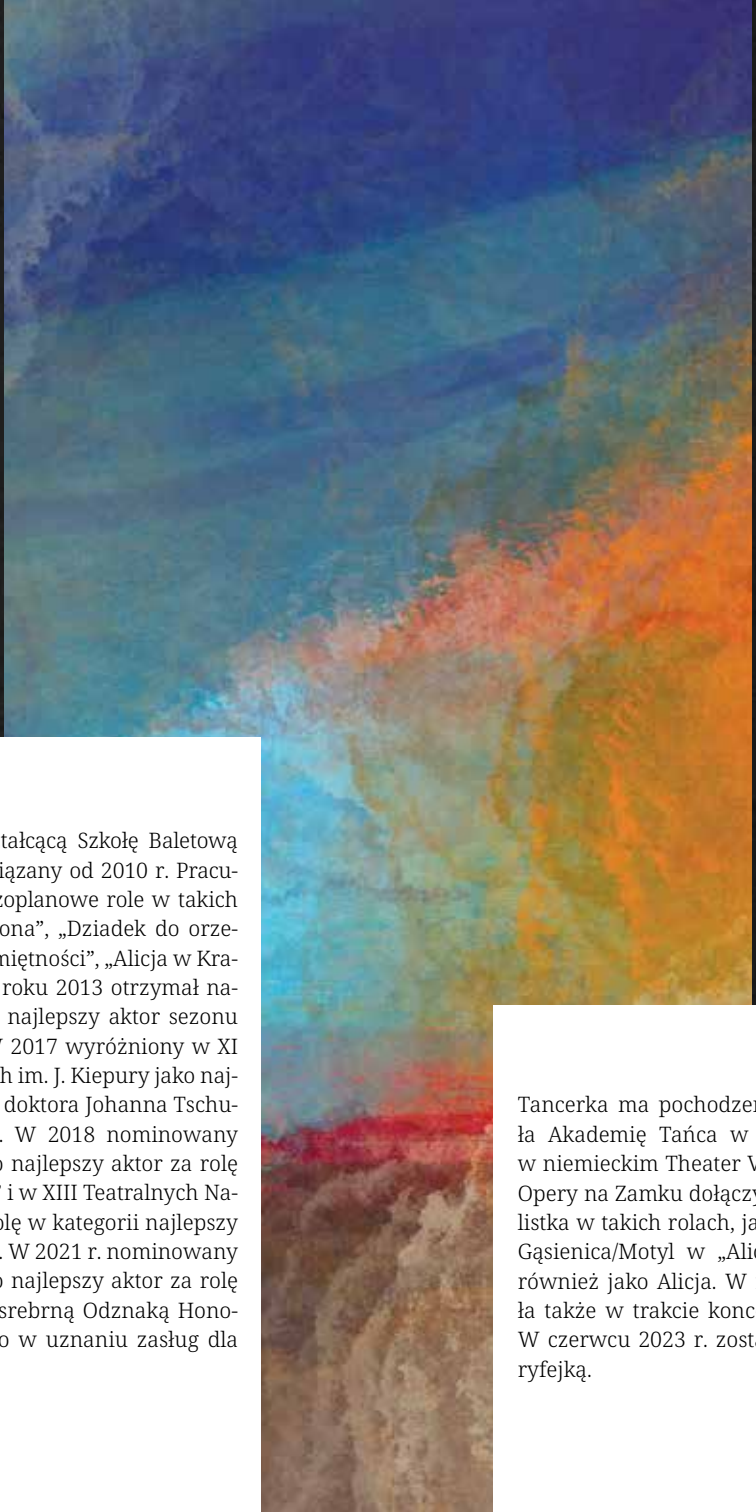 tałcącą Szkołę Baletową
iązany od 2010 r. Pracu-
zoplanowe role w takich
ona”, „Dziadek do orze-
miętności”, „Alicja w Kra-
roku 2013 otrzymał na-
najlepszy aktor sezonu
2017 wyróżniony w XI
h im. J. Kiepury jako naj-
doktora Johanna Tschu-
. W 2018 nominowany
o najlepszy aktor za rolę
i w XIII Teatralnych Na-
olę w kategorii najlepszy
. W 2021 r. nominowany
o najlepszy aktor za rolę
srebrną Odznaką Hono-
o w uznaniu zasług dla
Tancerka ma pochodzen
ła Akademię Tańca w
w niemieckim Theater V
Opery na Zamku dołączy
listka w takich rolach, ja
Gąsienica/Motyl w „Alic
również jako Alicja. W
ła także w trakcie konc
W czerwcu 2023 r. zosta
ryfejką.